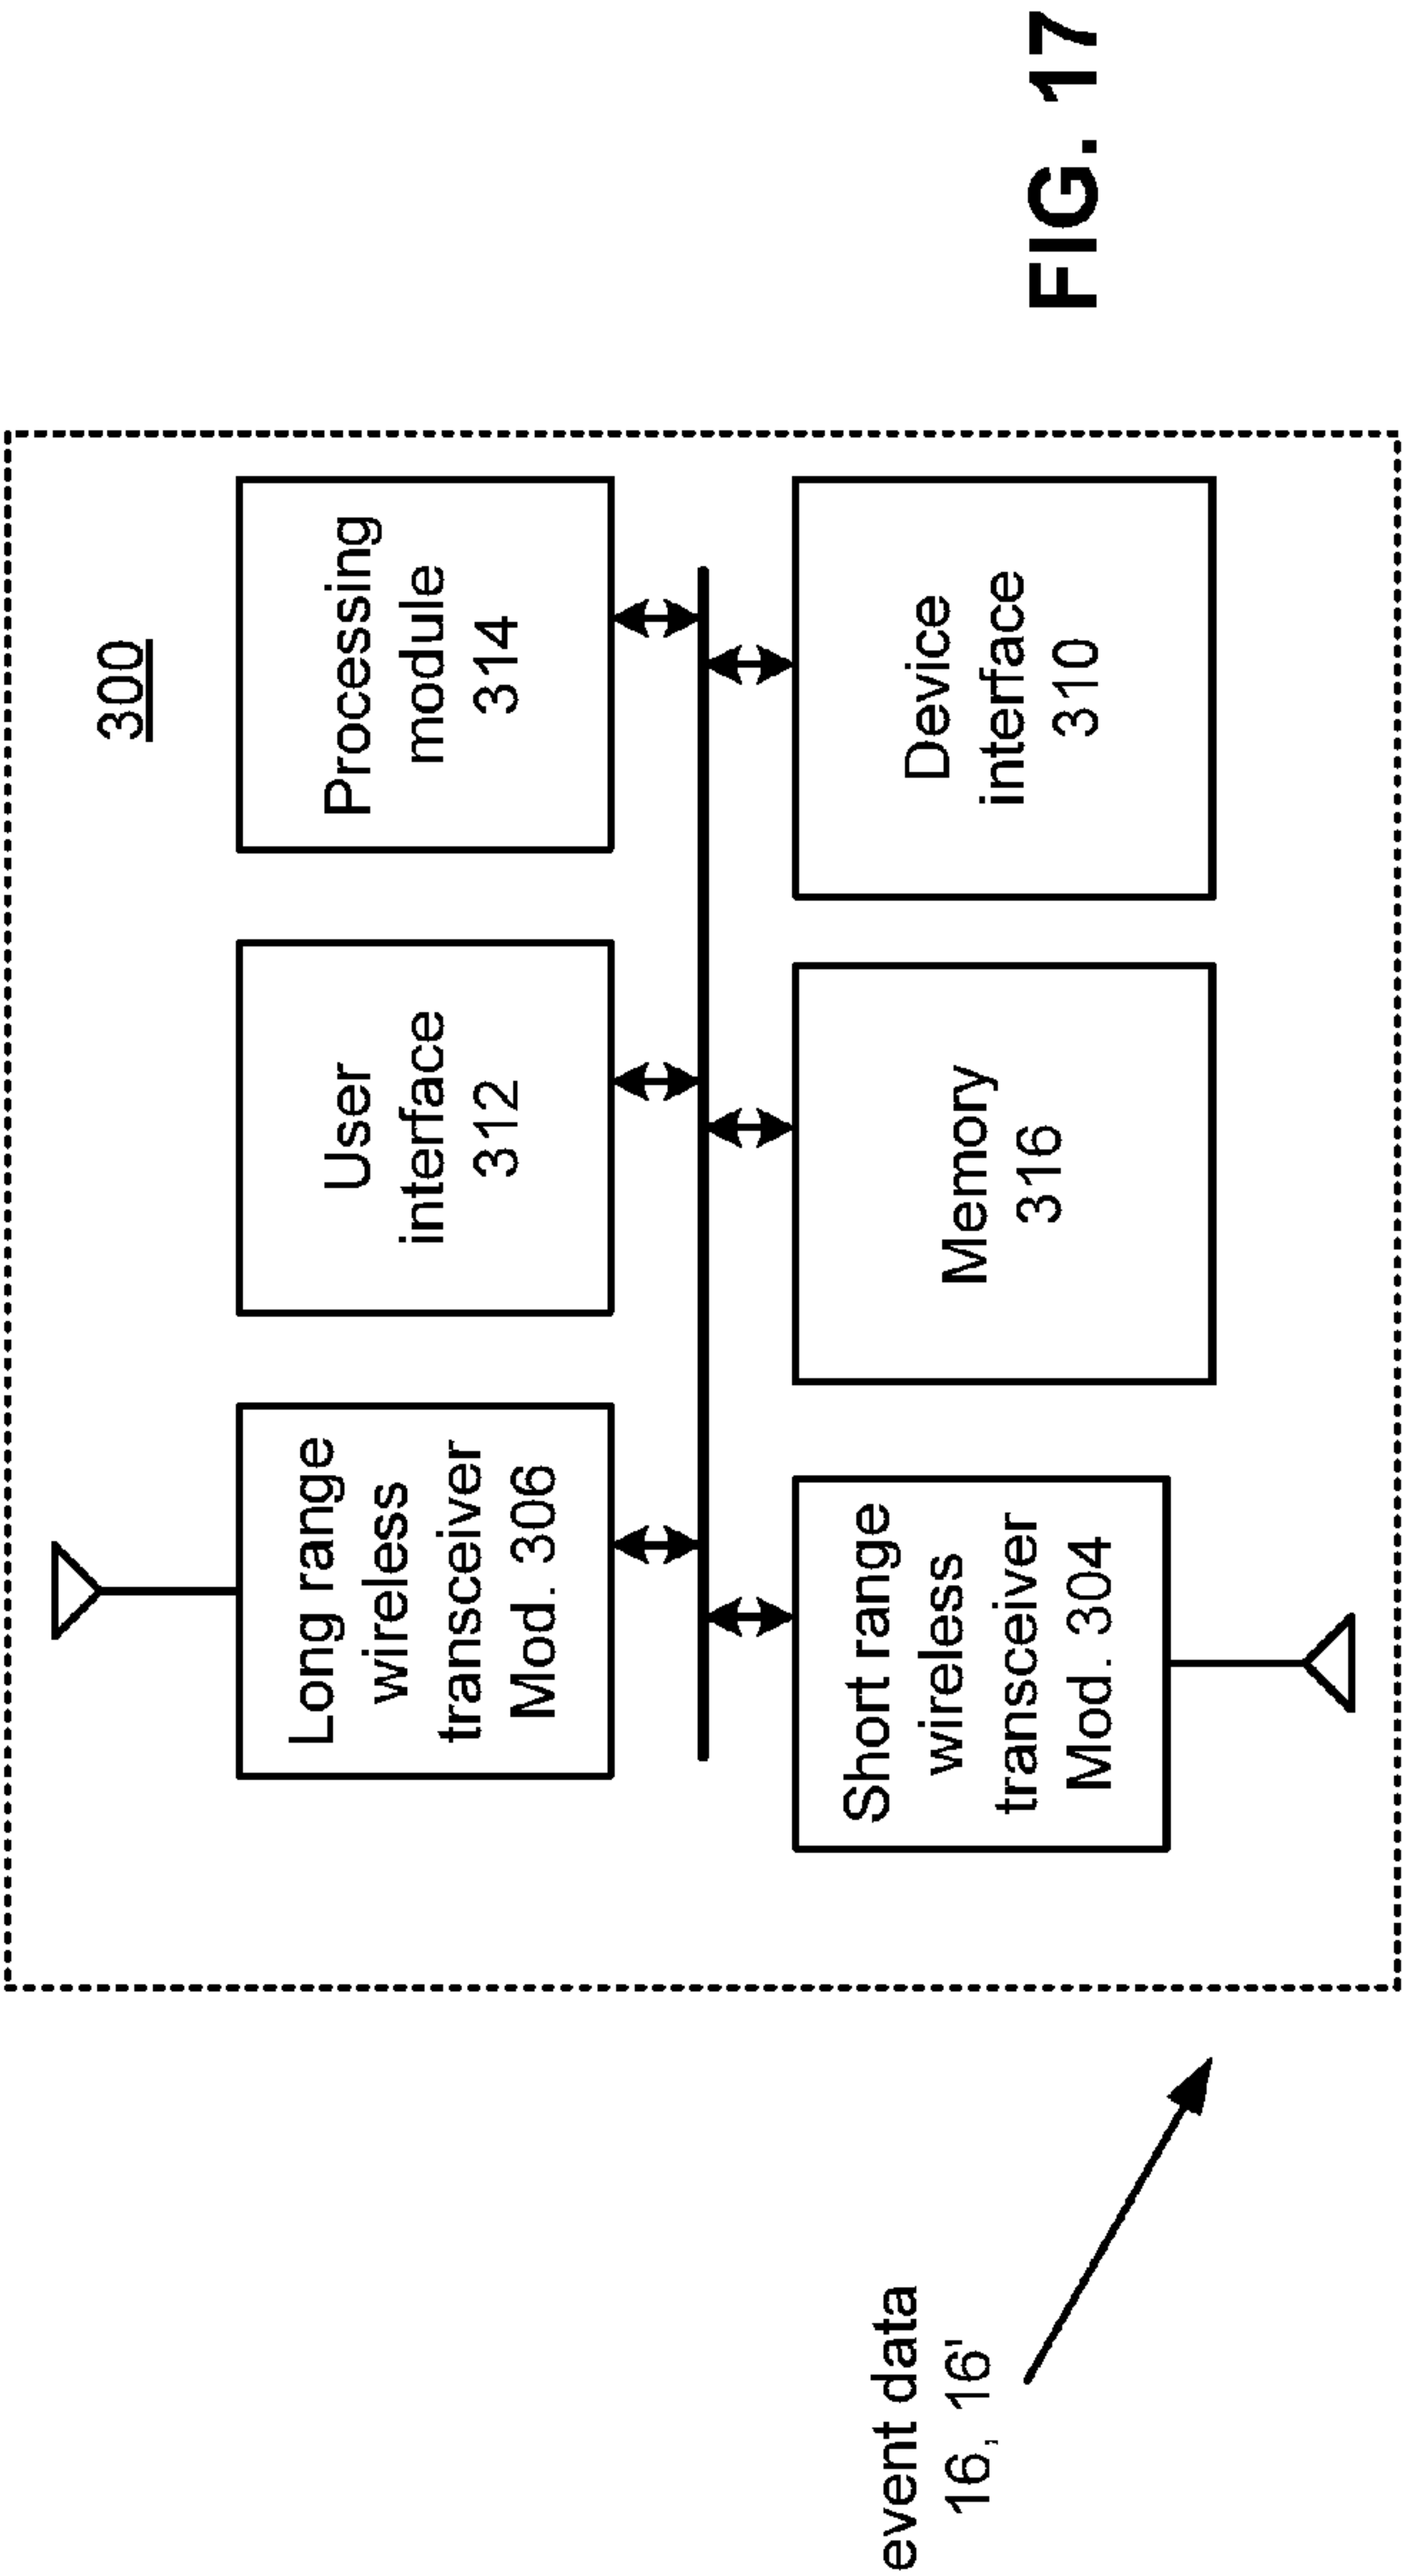 300
Long range
wireless
transceiver
Mod. 306
User
interface
312
Processing
module
314
Short range
wireless
transceiver
Mod. 304
Memory
316
Device
interface
310
event data
16, 16'
FIG. 17